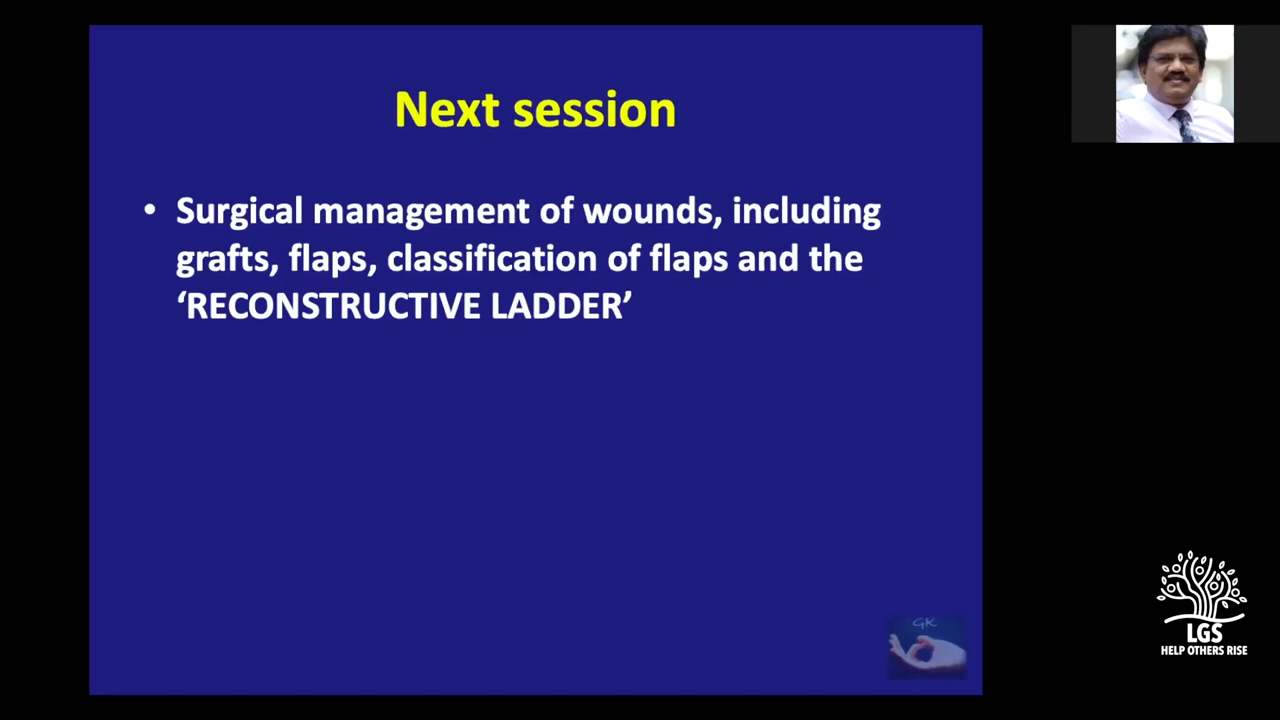 Next session
• Surgical management of wounds, including
grafts, flaps, classification of flaps and the
‘RECONSTRUCTIVE LADDER’
GK
LGS
HELP OTHERS RISE